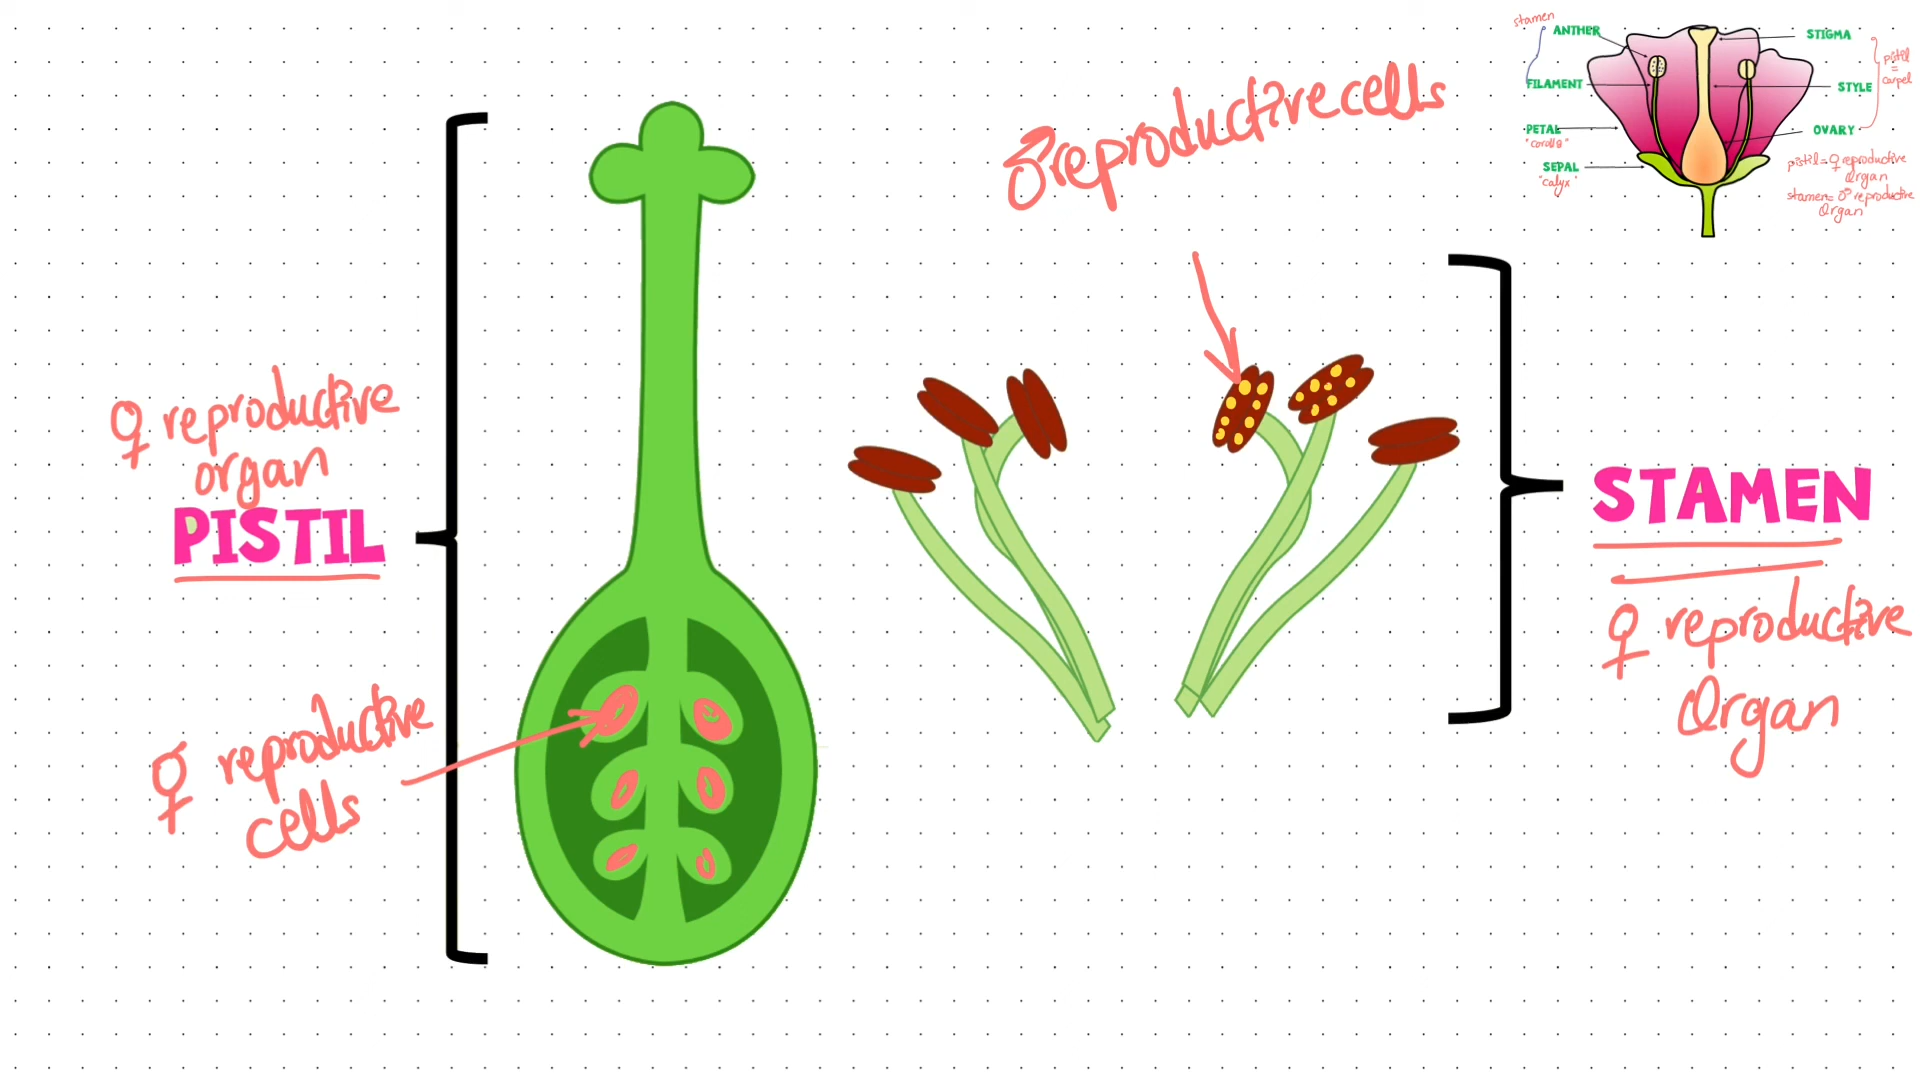 stamen
ANTHER
FILAMENT
PETAL
"corolla"
SEPAL
"calyx"
STIGMA
STYLE
OVARY
pistil
=
carpel
pistil = ♀ reproductive
Organ
stamen = ♂ reproductive
Organ
♂ reproductive cells
♀ reproductive
organ
PISTIL
♀ reproductive
cells
STAMEN
♀ reproductive
Organ